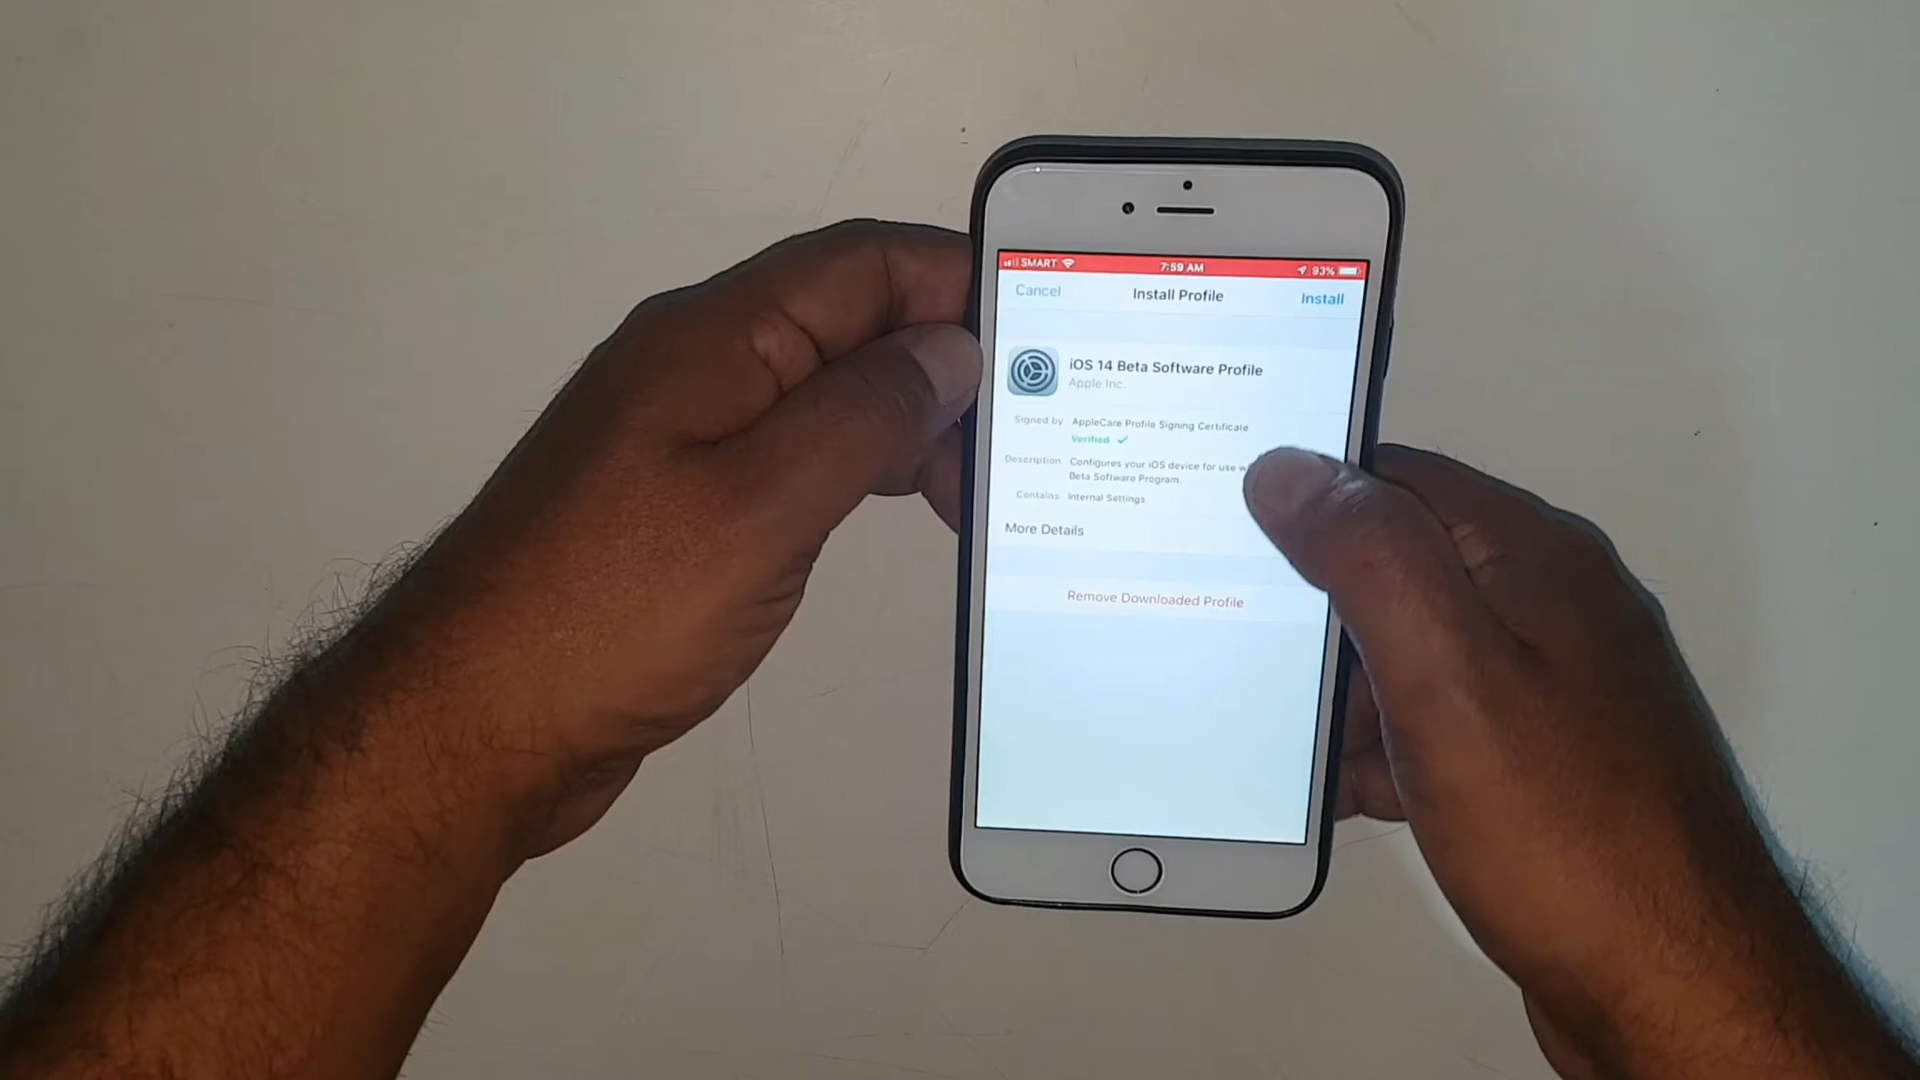 SMART 7:59 AM 93%
Cancel Install Profile Install
iOS 14 Beta Software Profile
Apple Inc.
Signed by AppleCare Profile Signing Certificate
Verified
Description Configures your iOS device for use
Beta Software Program.
Contains Internal Settings
More Details
Remove Downloaded Profile